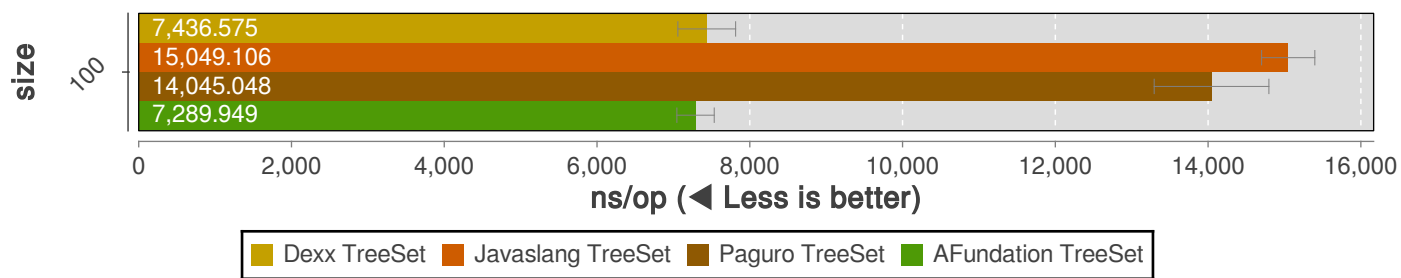 7,436.575
15,049.106
14,045.048
7,289.949
size
100
0 2,000 4,000 6,000 8,000 10,000 12,000 14,000 16,000
ns/op (◀ Less is better)
Dexx TreeSet Javaslang TreeSet Paguro TreeSet AFundation TreeSet